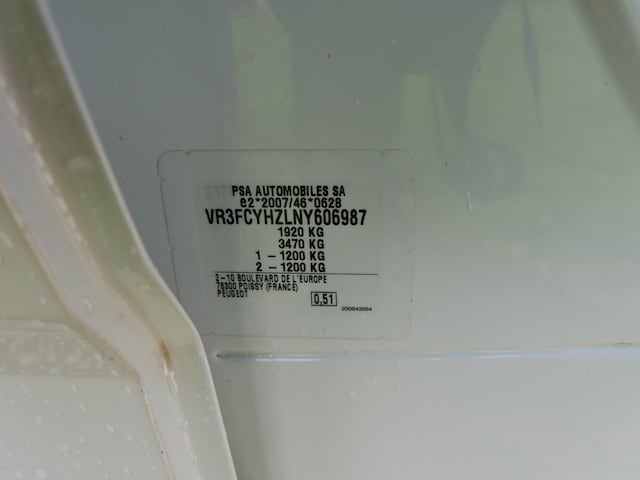 PSA AUTOMOBILES SA
e2*2007/46*0628
VR3FCYHZLNY606987
1920 KG
3470 KG
1 – 1200 KG
2 – 1200 KG
2–10 BOULEVARD DE L'EUROPE
78300 POISSY (FRANCE)
PEUGEOT
0.51
200643054